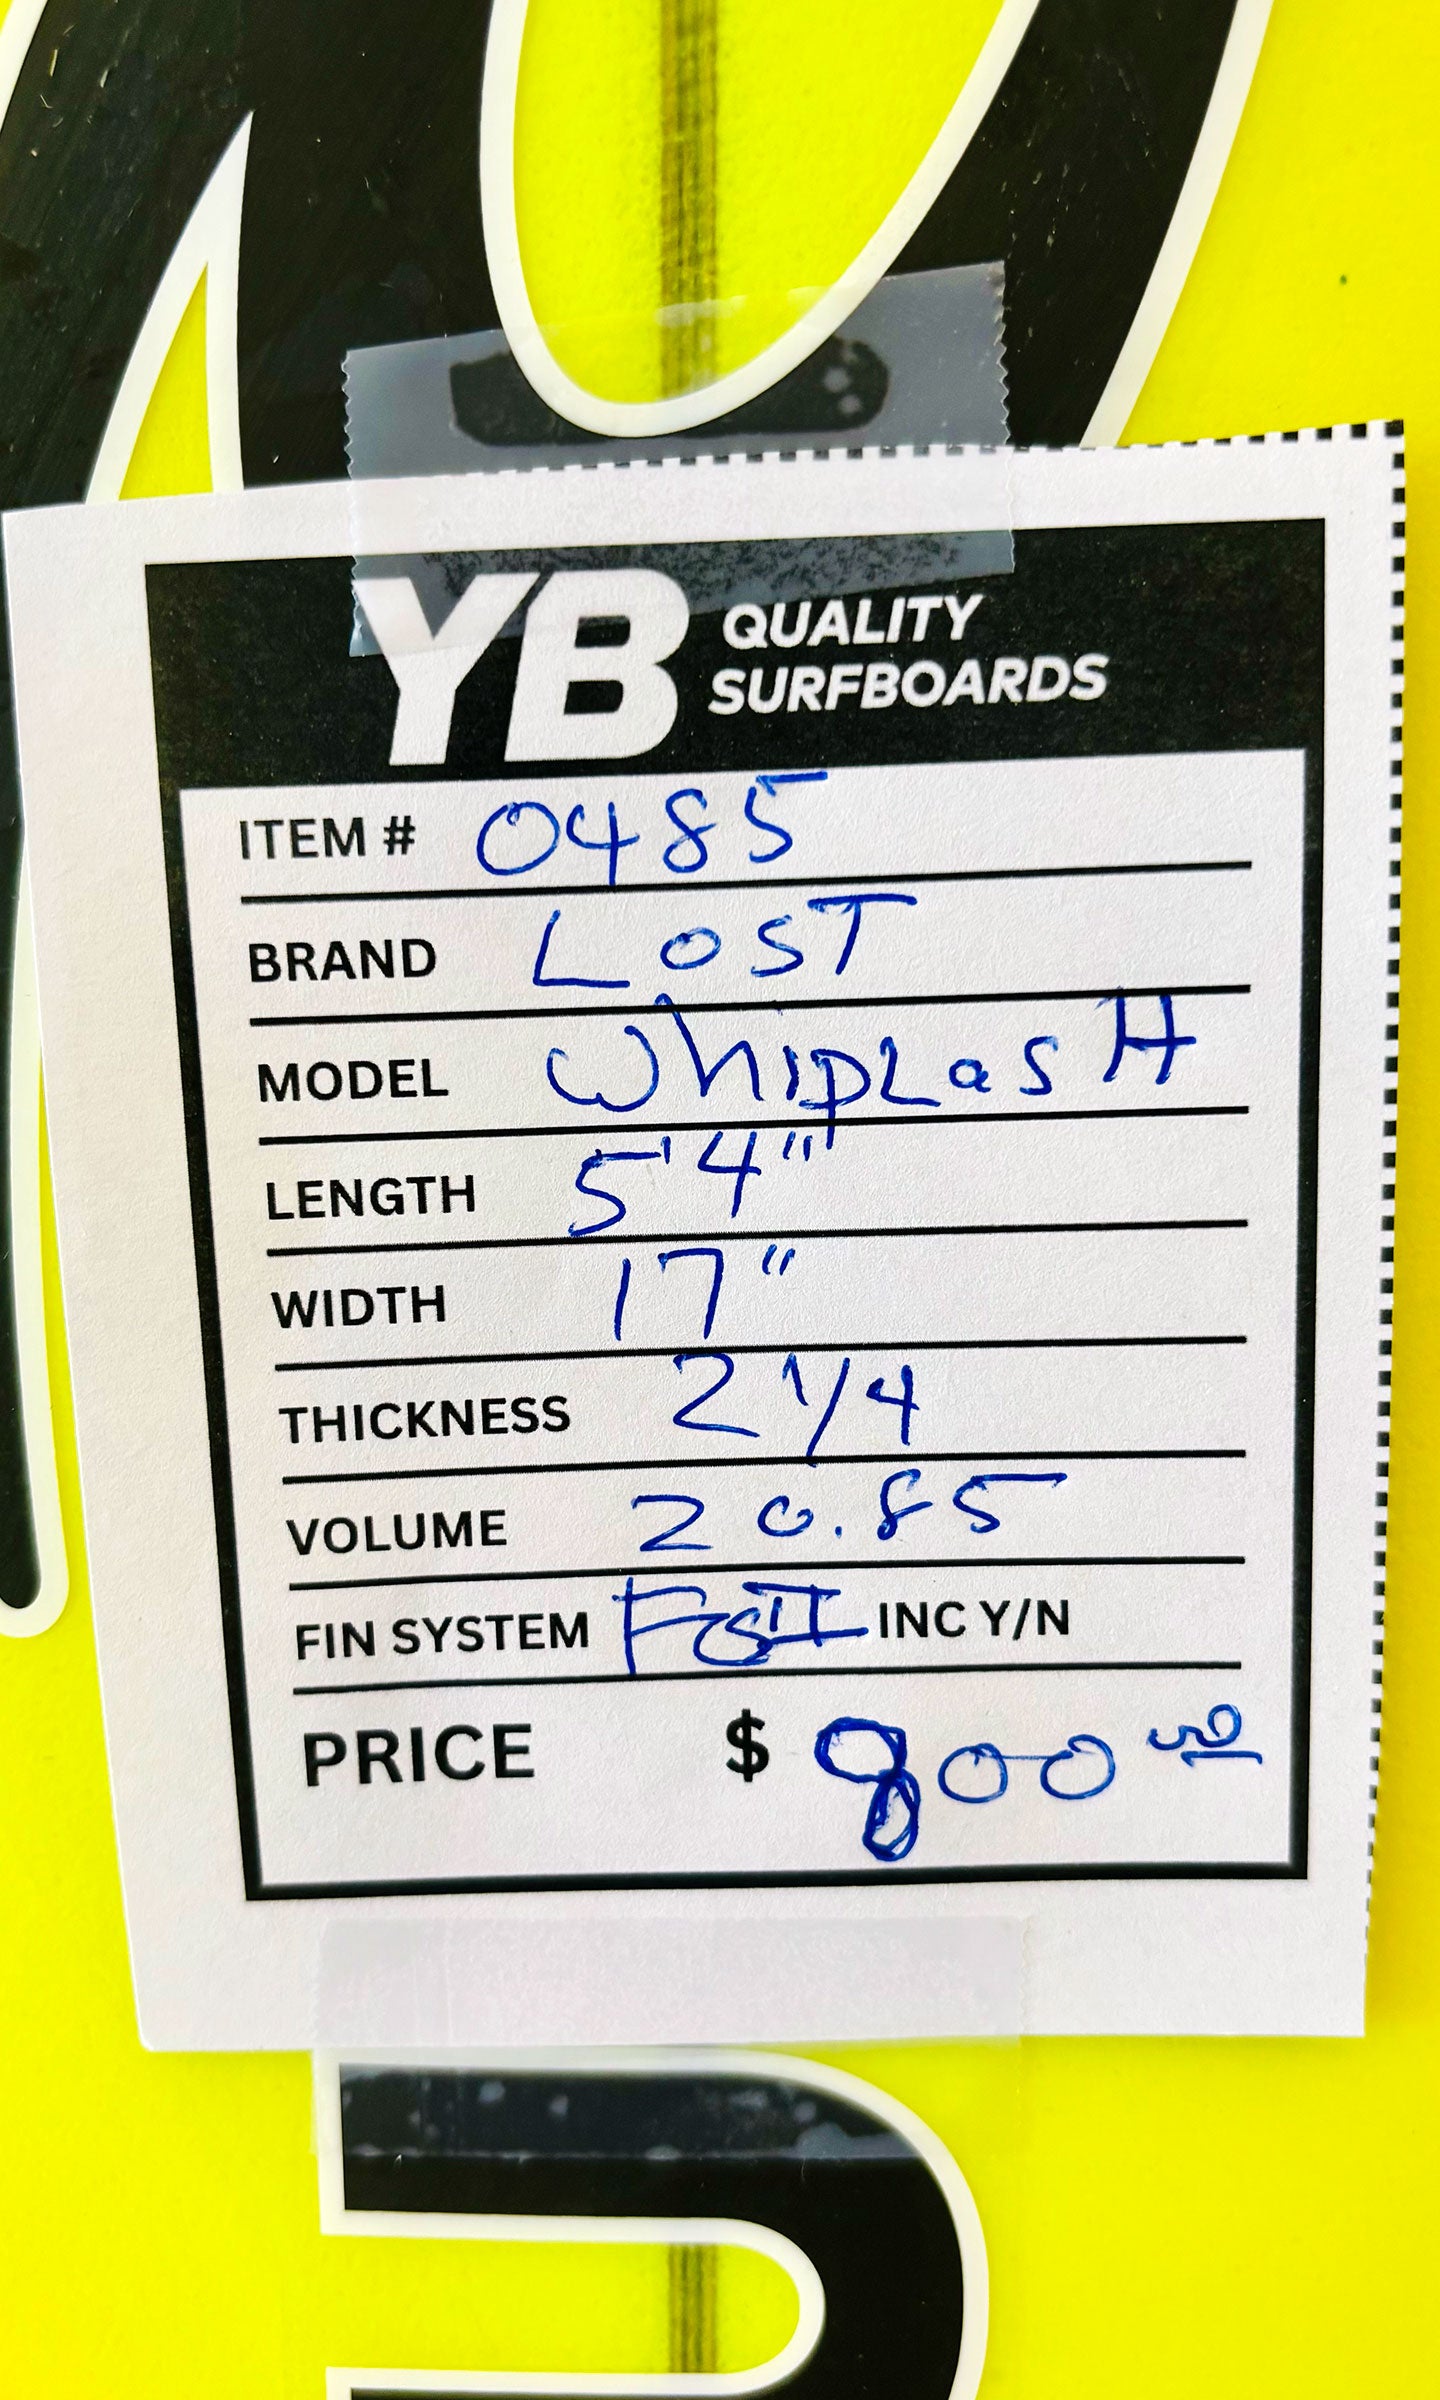 YB QUALITY
SURFBOARDS
ITEM # 0485
BRAND LOST
MODEL WhipLasH
LENGTH 5'4"
WIDTH 17"
THICKNESS 2 1/4
VOLUME 20.85
FIN SYSTEM FCSII INC Y/N
PRICE $ 800 00